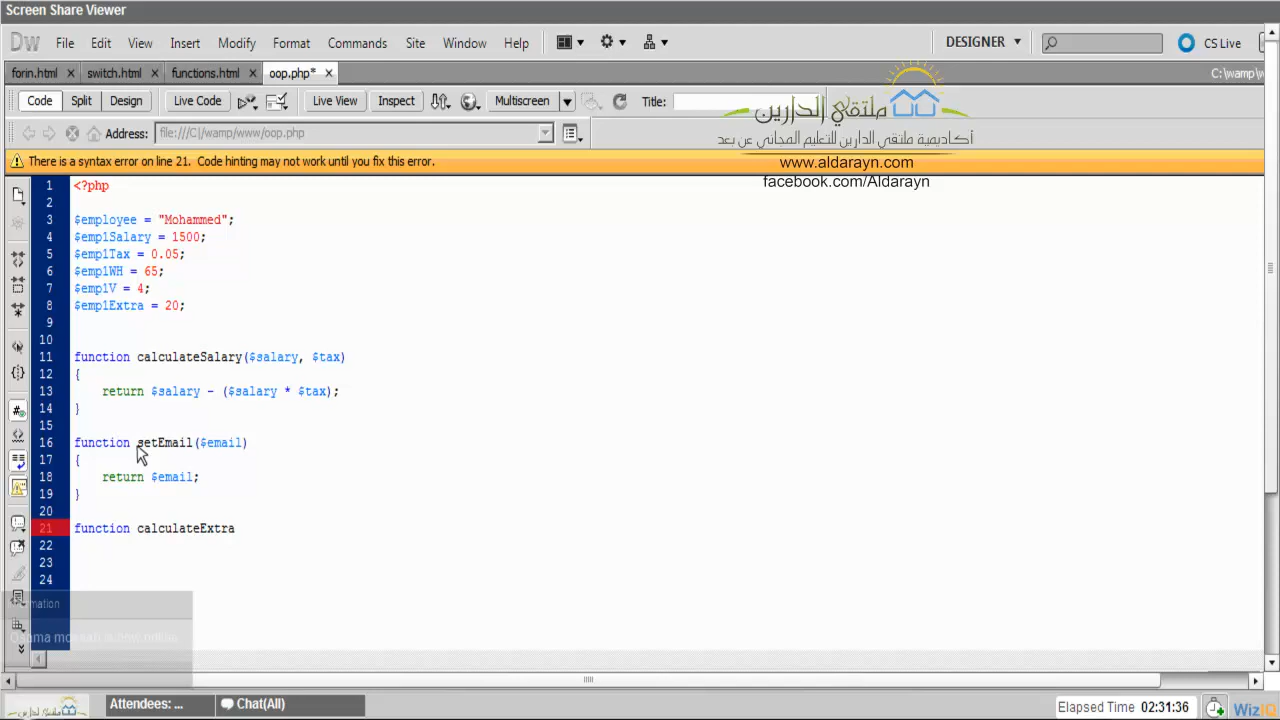 Screen Share Viewer
Dw File Edit View Insert Modify Format Commands Site Window Help DESIGNER CS Live
forin.html switch.html functions.html oop.php* C:\wamp\w
Code Split Design Live Code Live View Inspect Multiscreen Title:
ملتقي الدارين
Address: file:///C|/wamp/www/oop.php
أكاديمية ملتقي الدارين للتعليم المجاني عن بعد
There is a syntax error on line 21. Code hinting may not work until you fix this error.
www.aldarayn.com
facebook.com/Aldarayn
1 <?php
2
3 $employee = "Mohammed";
4 $emp1Salary = 1500;
5 $emp1Tax = 0.05;
6 $emp1WH = 65;
7 $emp1V = 4;
8 $emp1Extra = 20;
9
10
11 function calculateSalary($salary, $tax)
12 {
13 return $salary - ($salary * $tax);
14 }
15
16 function setEmail($email)
17 {
18 return $email;
19 }
20
21 function calculateExtra
22
23
24
mation
Attendees: ... Chat(All) Elapsed Time 02:31:36 WizIQ